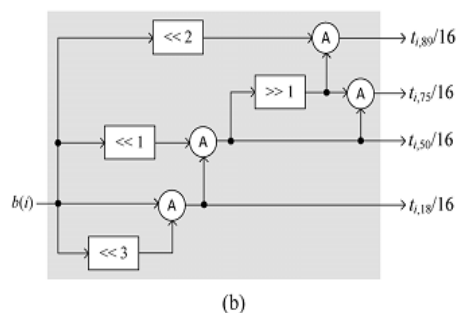 << 2
A
t_{i,89}/16
>> 1
A
t_{i,75}/16
<< 1
A
t_{i,50}/16
b(i)
A
t_{i,18}/16
<< 3
(b)